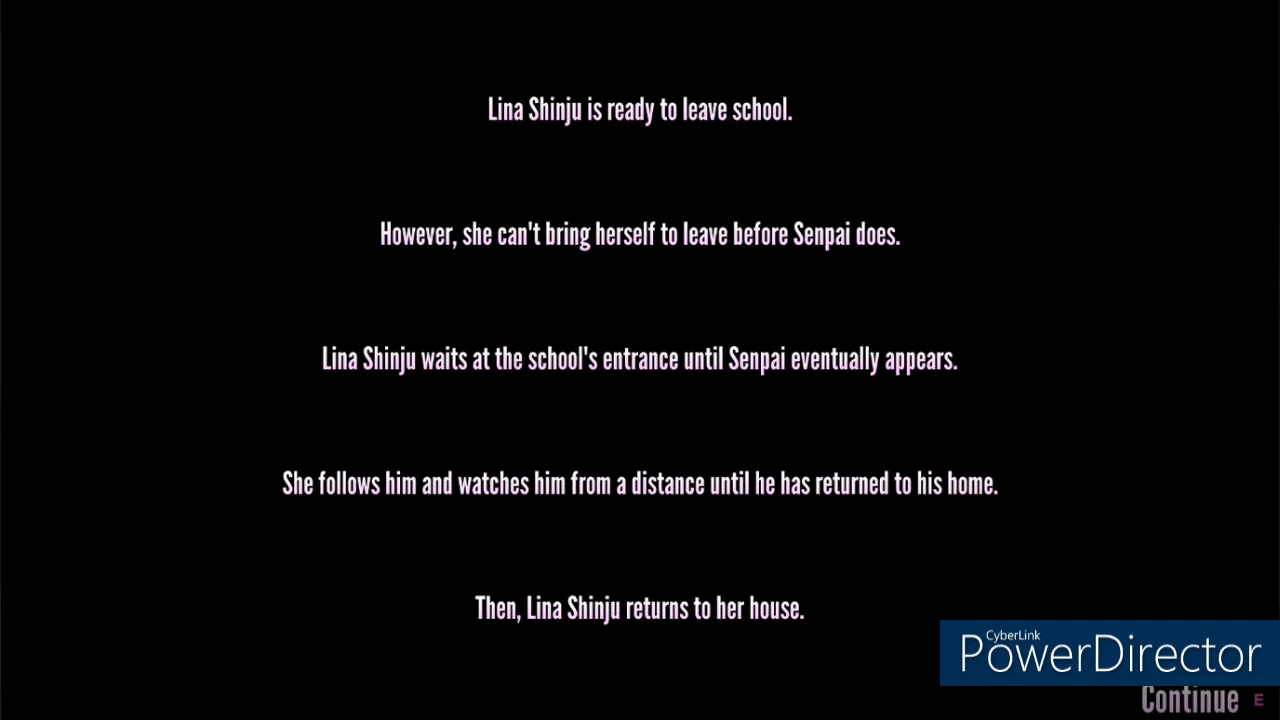 Lina Shinju is ready to leave school.
However, she can't bring herself to leave before Senpai does.
Lina Shinju waits at the school's entrance until Senpai eventually appears.
She follows him and watches him from a distance until he has returned to his home.
Then, Lina Shinju returns to her house.
CyberLink
PowerDirector
Continue E